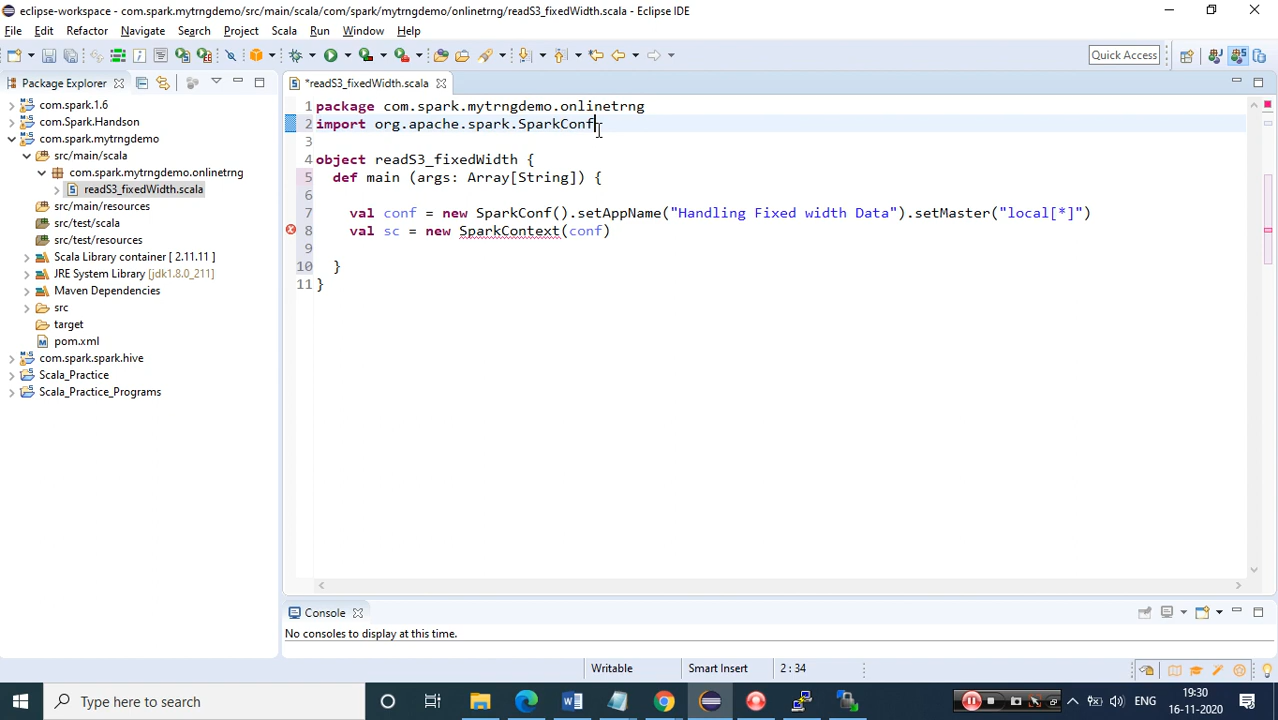 eclipse-workspace - com.spark.mytrngdemo/src/main/scala/com/spark/mytrngdemo/onlinetrng/readS3_fixedWidth.scala - Eclipse IDE
File Edit Refactor Navigate Search Scala Project Scala Run Window Help
Quick Access
Package Explorer
*readS3_fixedWidth.scala
com.spark.1.6
com.Spark.Handson
com.spark.mytrngdemo
src/main/scala
com.spark.mytrngdemo.onlinetrng
readS3_fixedWidth.scala
src/main/resources
src/test/scala
src/test/resources
Scala Library container [ 2.11.11 ]
JRE System Library [jdk1.8.0_211]
Maven Dependencies
src
target
pom.xml
com.spark.spark.hive
Scala_Practice
Scala_Practice_Programs
1 package com.spark.mytrngdemo.onlinetrng
2 import org.apache.spark.SparkConf
3
4 object readS3_fixedWidth {
5 def main (args: Array[String]) {
6
7 val conf = new SparkConf().setAppName("Handling Fixed width Data").setMaster("local[*]")
8 val sc = new SparkContext(conf)
9
10 }
11 }
Console
No consoles to display at this time.
Writable Smart Insert 2 : 34
Type here to search
ENG
19:30
16-11-2020